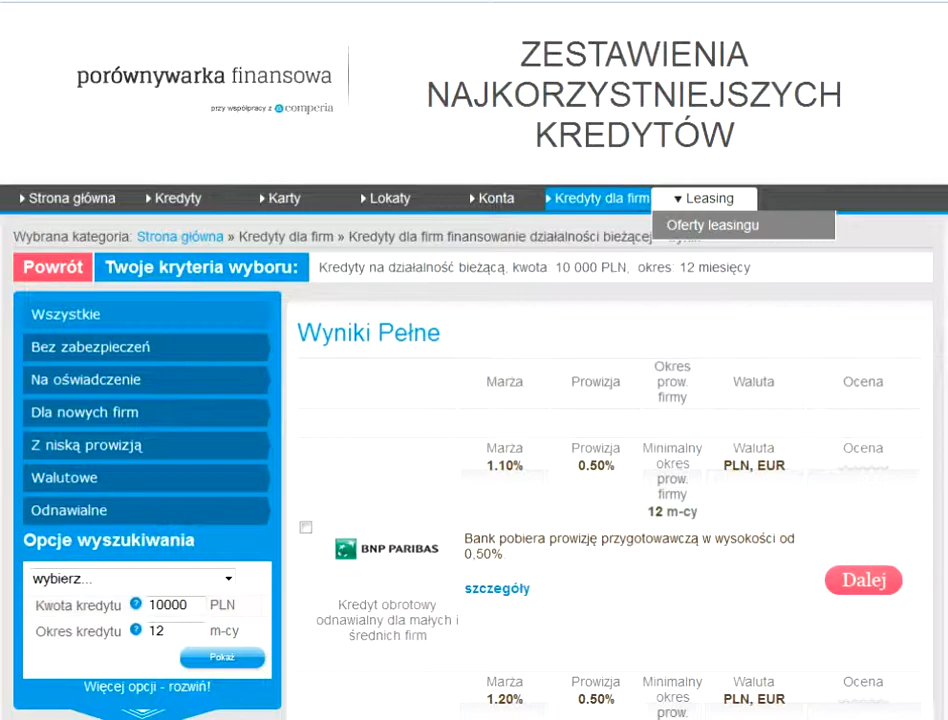 porównywarka finansowa
przy współpracy z comperia
ZESTAWIENIA
NAJKORZYSTNIEJSZYCH
KREDYTÓW
Strona główna Kredyty Karty Lokaty Konta Kredyty dla firm Leasing
Oferty leasingu
Wybrana kategoria: Strona główna » Kredyty dla firm » Kredyty dla firm finansowanie działalności bieżącej
Powrót Twoje kryteria wyboru: Kredyty na działalność bieżącą, kwota 10 000 PLN, okres: 12 miesięcy
Wszystkie
Bez zabezpieczeń
Na oświadczenie
Dla nowych firm
Z niską prowizją
Walutowe
Odnawialne
Opcje wyszukiwania
wybierz...
Kwota kredytu ? 10000 PLN
Okres kredytu ? 12 m-cy
Pokaż
Więcej opcji - rozwiń!
Wyniki Pełne
Marża Prowizja Okres prow. firmy Waluta Ocena
Marża Prowizja Minimalny okres prow. firmy Waluta Ocena
1.10% 0.50% 12 m-cy PLN, EUR
BNP PARIBAS
Kredyt obrotowy
odnawialny dla małych i
średnich firm
Bank pobiera prowizję przygotowawczą w wysokości od
0,50%.
szczegóły
Dalej
Marża Prowizja Minimalny okres prow. Waluta Ocena
1.20% 0.50% PLN, EUR